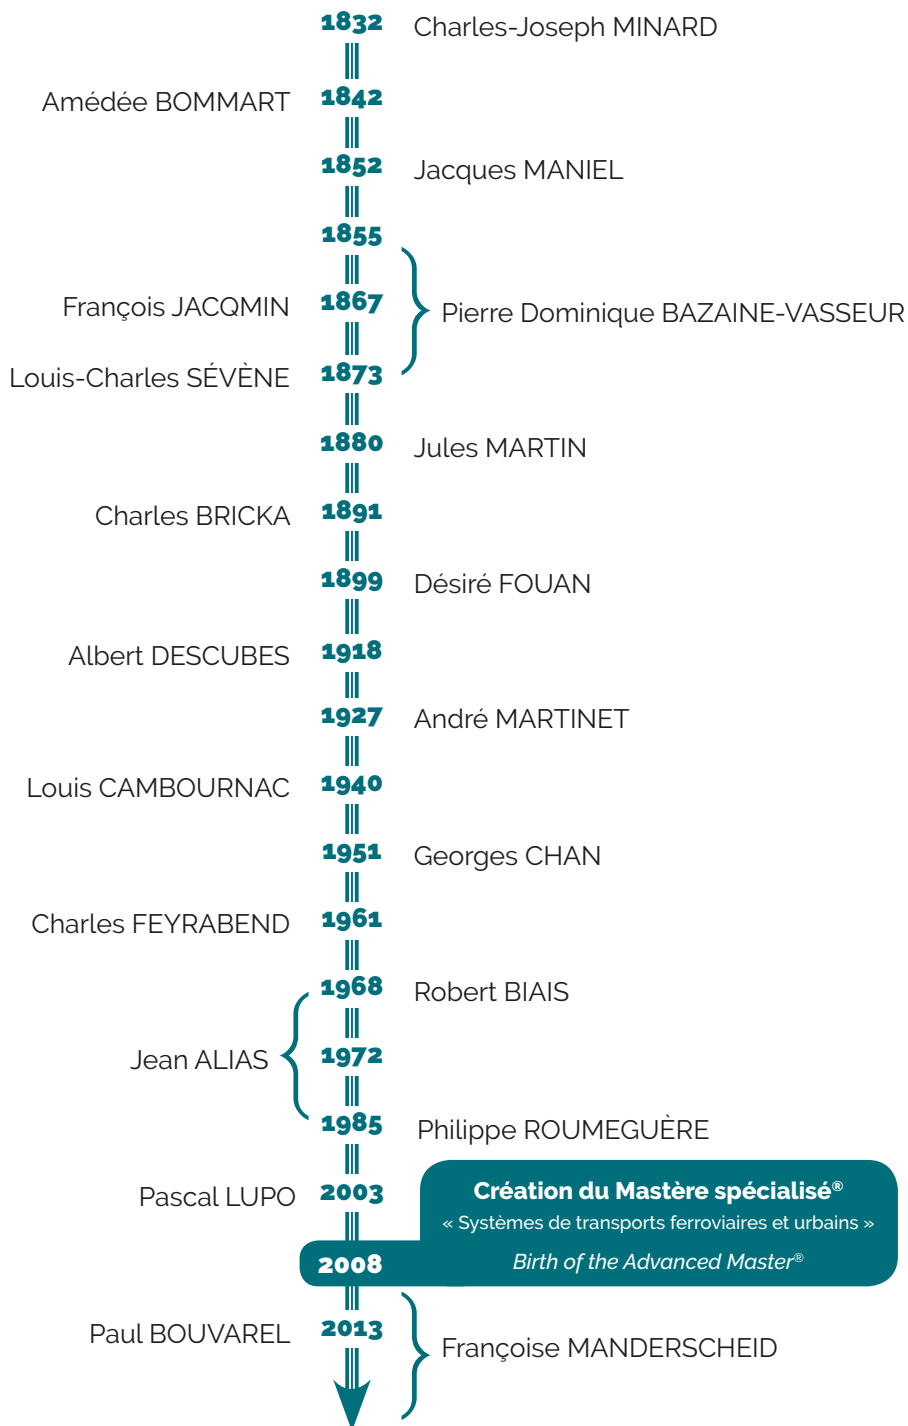 1832 Charles-Joseph MINARD
Amédée BOMMART 1842
1852 Jacques MANIEL
1855
François JACQMIN 1867 Pierre Dominique BAZAINE-VASSEUR
Louis-Charles SÉVÈNE 1873
1880 Jules MARTIN
Charles BRICKA 1891
1899 Désiré FOUAN
Albert DESCUBES 1918
1927 André MARTINET
Louis CAMBOURNAC 1940
1951 Georges CHAN
Charles FEYRABEND 1961
1968 Robert BIAIS
Jean ALIAS 1972
1985 Philippe ROUMEGUÈRE
Pascal LUPO 2003 Création du Mastère spécialisé®
« Systèmes de transports ferroviaires et urbains »
2008 Birth of the Advanced Master®
Paul BOUVAREL 2013 Françoise MANDERSCHEID